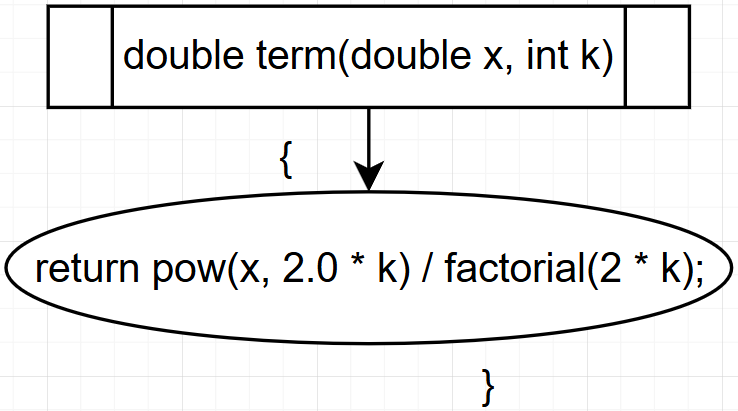 double term(double x, int k)
{
return pow(x, 2.0 * k) / factorial(2 * k);
}